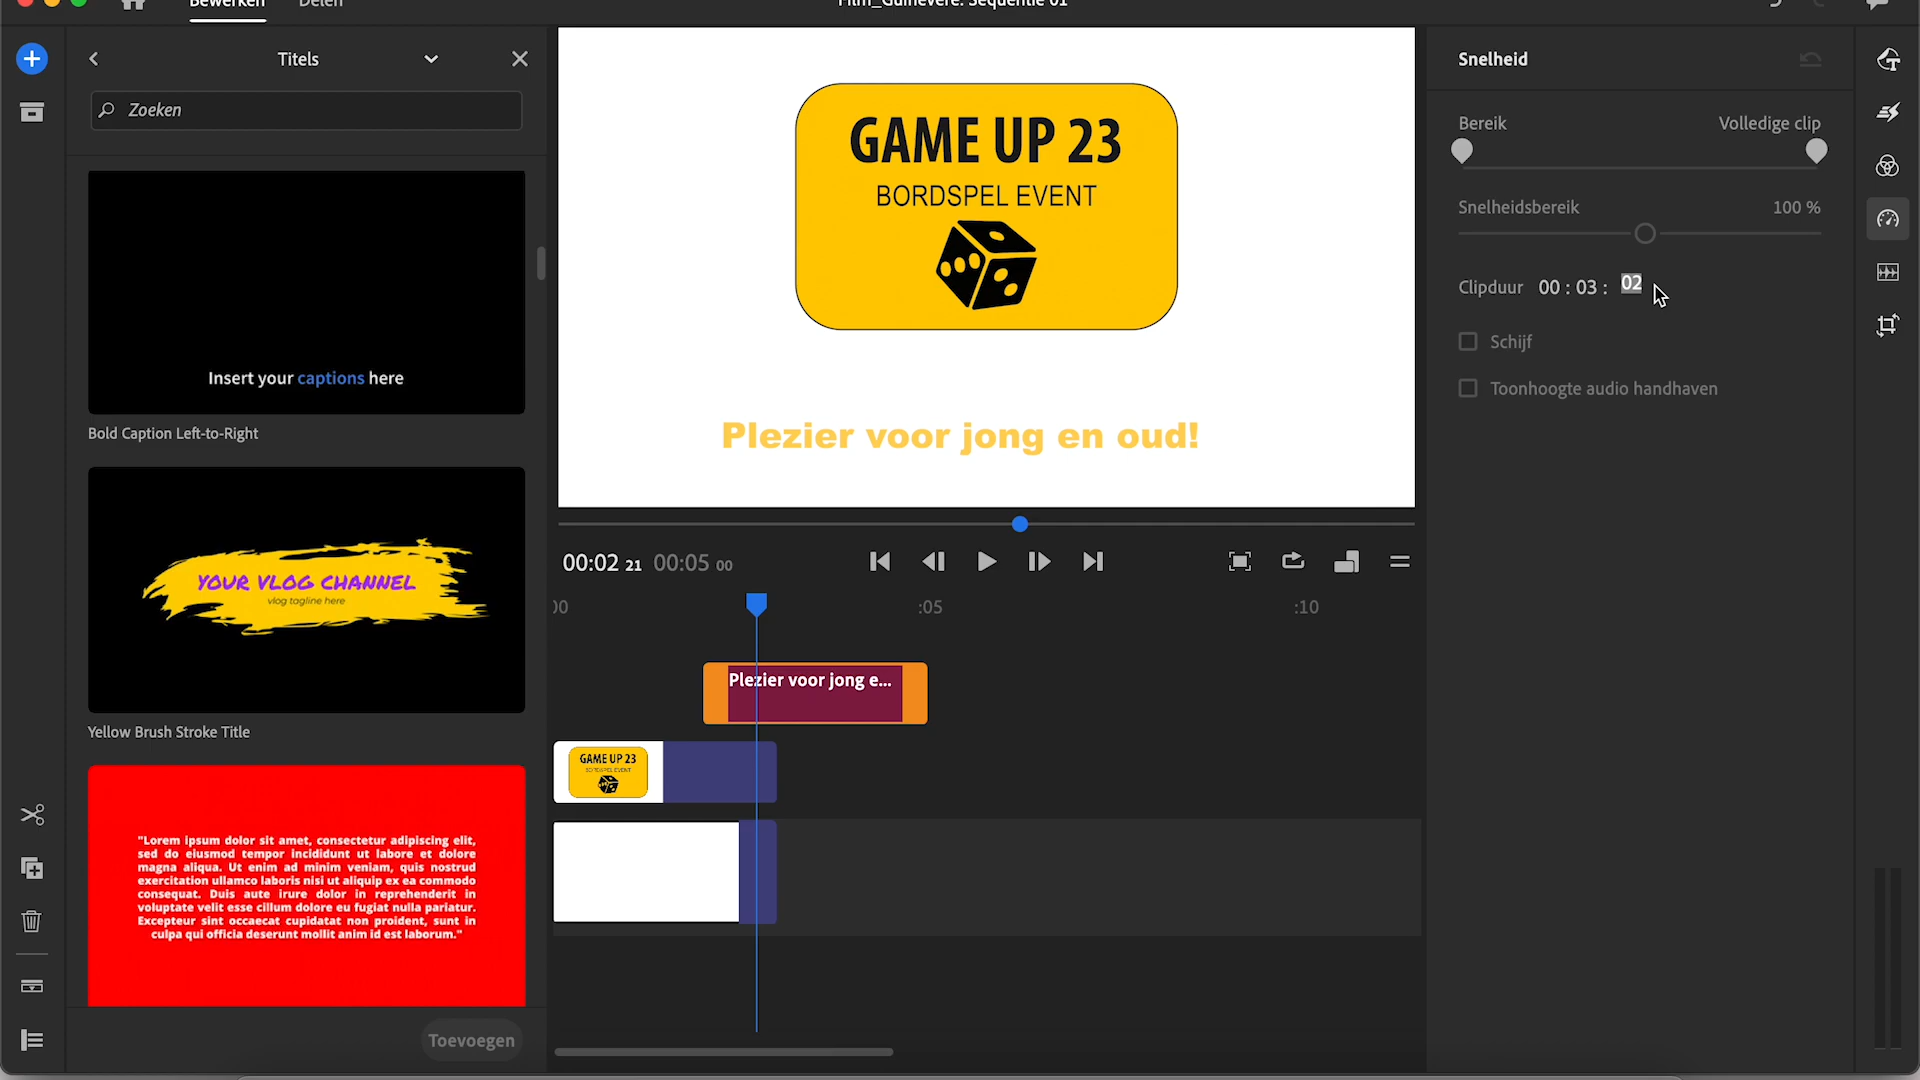 Bewerken
Delen
Film_Guinevere: Sequentie 01
Titels
Zoeken
Insert your captions here
Bold Caption Left-to-Right
YOUR VLOG CHANNEL
vlog tagline here
Yellow Brush Stroke Title
"Lorem ipsum dolor sit amet, consectetur adipiscing elit,
sed do eiusmod tempor incididunt ut labore et dolore
magna aliqua. Ut enim ad minim veniam, quis nostrud
exercitation ullamco laboris nisi ut aliquip ex ea commodo
consequat. Duis aute irure dolor in reprehenderit in
voluptate velit esse cillum dolore eu fugiat nulla pariatur.
Excepteur sint occaecat cupidatat non proident, sunt in
culpa qui officia deserunt mollit anim id est laborum."
Toevoegen
GAME UP 23
BORDSPEL EVENT
Plezier voor jong en oud!
00:02 21 00:05 00
:05
:10
Plezier voor jong e...
GAME UP 23
BORDSPEL EVENT
Snelheid
Bereik
Volledige clip
Snelheidsbereik
100 %
Clipduur 00 : 03 : 02
Schijf
Toonhoogte audio handhaven